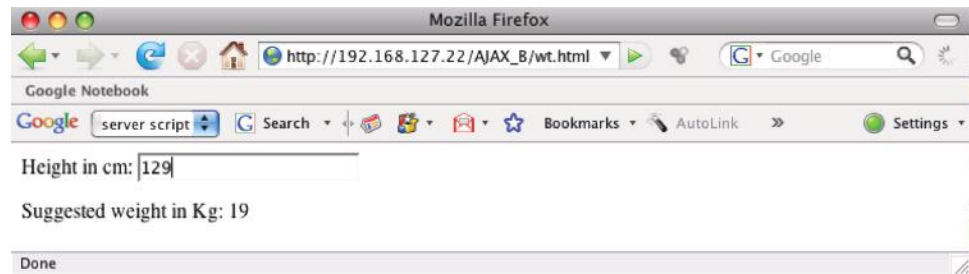 Mozilla Firefox
http://192.168.127.22/AJAX_B/wt.html G Google
Google Notebook
Google server script G Search Bookmarks AutoLink » Settings
Height in cm: 129
Suggested weight in Kg: 19
Done